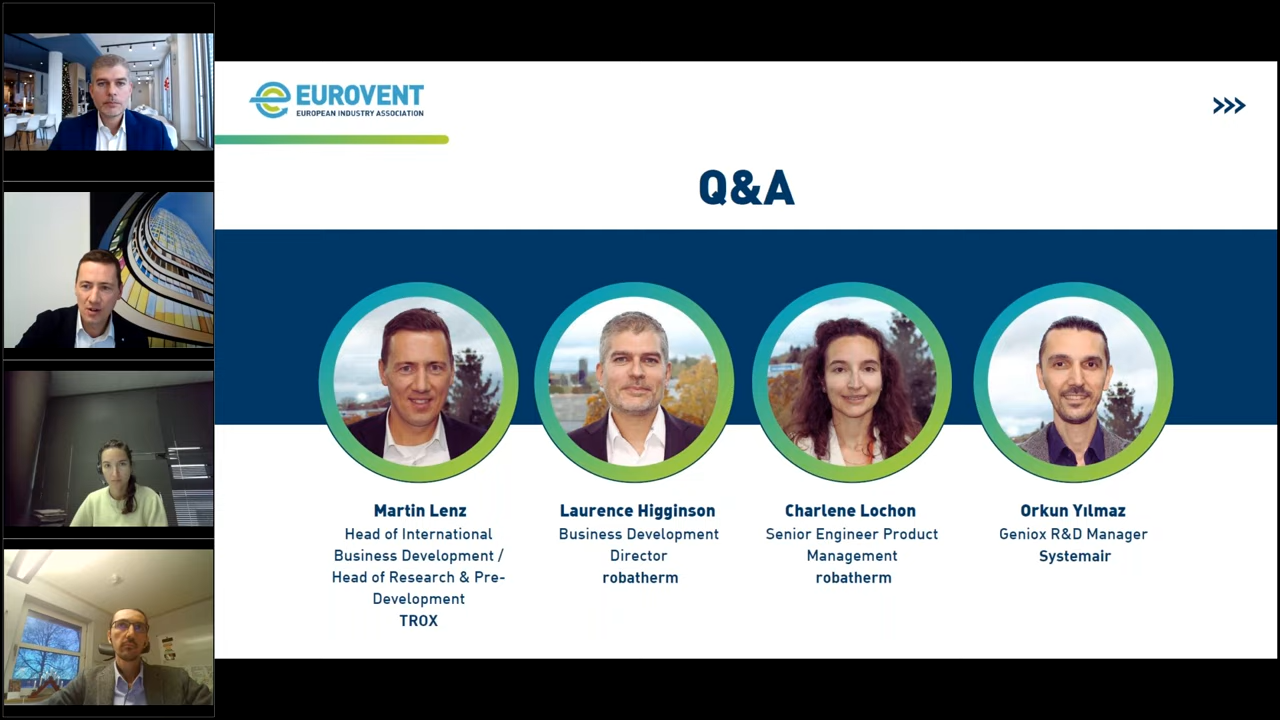 EUROVENT
EUROPEAN INDUSTRY ASSOCIATION
Q&A
Martin Lenz
Head of International
Business Development /
Head of Research & Pre-
Development
TROX
Laurence Higginson
Business Development
Director
robatherm
Charlene Lochon
Senior Engineer Product
Management
robatherm
Orkun Yılmaz
Geniox R&D Manager
Systemair